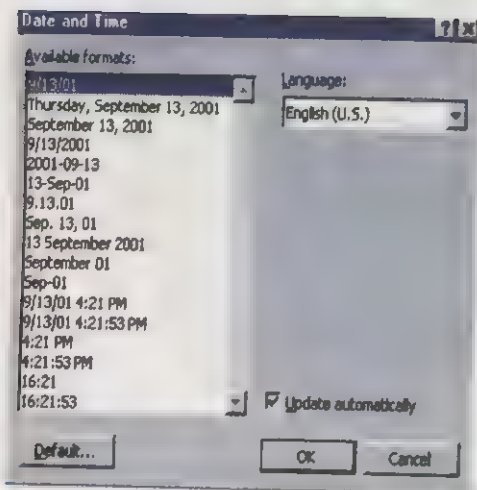 Date and Time
Available formats:
9/13/01
Thursday, September 13, 2001
September 13, 2001
9/13/2001
2001-09-13
13-Sep-01
9.13.01
Sep. 13, 01
13 September 2001
September 01
Sep-01
9/13/01 4:21 PM
9/13/01 4:21:53 PM
4:21 PM
4:21:53 PM
16:21
16:21:53
Language:
English (U.S.)
Update automatically
Default...
OK
Cancel